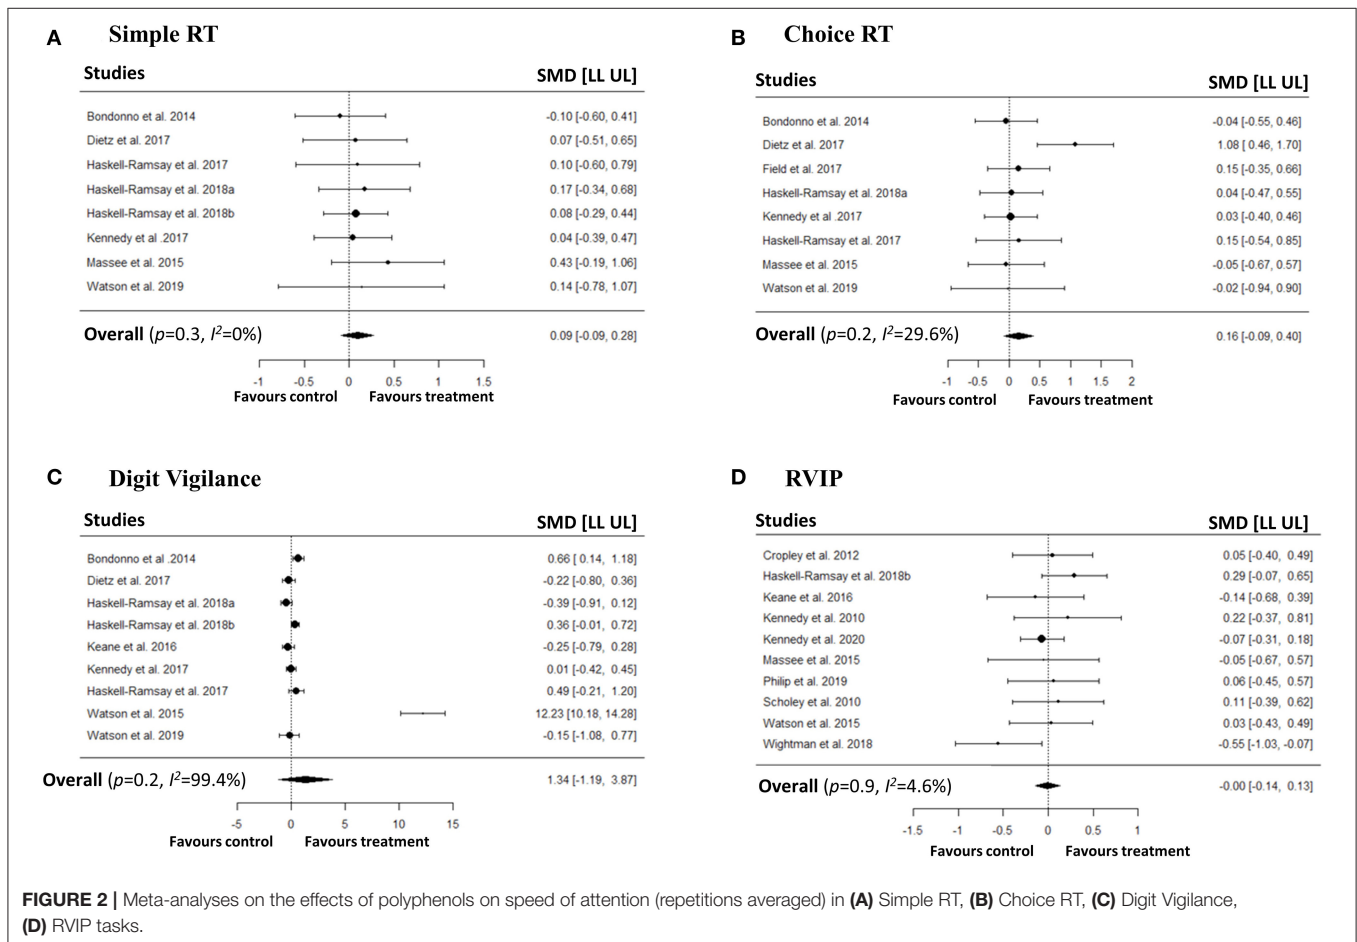 A Simple RT
Studies SMD [LL UL]
Bondonno et al. 2014 -0.10 [-0.60, 0.41]
Dietz et al. 2017 0.07 [-0.51, 0.65]
Haskell-Ramsay et al. 2017 0.10 [-0.60, 0.79]
Haskell-Ramsay et al. 2018a 0.17 [-0.34, 0.68]
Haskell-Ramsay et al. 2018b 0.08 [-0.29, 0.44]
Kennedy et al .2017 0.04 [-0.39, 0.47]
Massee et al. 2015 0.43 [-0.19, 1.06]
Watson et al. 2019 0.14 [-0.78, 1.07]
Overall (p=0.3, I²=0%) 0.09 [-0.09, 0.28]
-1 -0.5 0 0.5 1 1.5
Favours control Favours treatment
B Choice RT
Studies SMD [LL UL]
Bondonno et al. 2014 -0.04 [-0.55, 0.46]
Dietz et al. 2017 1.08 [ 0.46, 1.70]
Field et al. 2017 0.15 [-0.35, 0.66]
Haskell-Ramsay et al. 2018a 0.04 [-0.47, 0.55]
Kennedy et al .2017 0.03 [-0.40, 0.46]
Haskell-Ramsay et al. 2017 0.15 [-0.54, 0.85]
Massee et al. 2015 -0.05 [-0.67, 0.57]
Watson et al. 2019 -0.02 [-0.94, 0.90]
Overall (p=0.2, I²=29.6%) 0.16 [-0.09, 0.40]
-1 -0.5 0 0.5 1 1.5 2
Favours control Favours treatment
C Digit Vigilance
Studies SMD [LL UL]
Bondonno et al .2014 0.66 [ 0.14, 1.18]
Dietz et al. 2017 -0.22 [-0.80, 0.36]
Haskell-Ramsay et al. 2018a -0.39 [-0.91, 0.12]
Haskell-Ramsay et al. 2018b 0.36 [-0.01, 0.72]
Keane et al. 2016 -0.25 [-0.79, 0.28]
Kennedy et al. 2017 0.01 [-0.42, 0.45]
Haskell-Ramsay et al. 2017 0.49 [-0.21, 1.20]
Watson et al. 2015 12.23 [10.18, 14.28]
Watson et al. 2019 -0.15 [-1.08, 0.77]
Overall (p=0.2, I²=99.4%) 1.34 [-1.19, 3.87]
-5 0 5 10 15
Favours control Favours treatment
D RVIP
Studies SMD [LL UL]
Cropley et al. 2012 0.05 [-0.40, 0.49]
Haskell-Ramsay et al. 2018b 0.29 [-0.07, 0.65]
Keane et al. 2016 -0.14 [-0.68, 0.39]
Kennedy et al. 2010 0.22 [-0.37, 0.81]
Kennedy et al. 2020 -0.07 [-0.31, 0.18]
Massee et al. 2015 -0.05 [-0.67, 0.57]
Philip et al. 2019 0.06 [-0.45, 0.57]
Scholey et al. 2010 0.11 [-0.39, 0.62]
Watson et al. 2015 0.03 [-0.43, 0.49]
Wightman et al. 2018 -0.55 [-1.03, -0.07]
Overall (p=0.9, I²=4.6%) -0.00 [-0.14, 0.13]
-1.5 -1 -0.5 0 0.5 1
Favours control Favours treatment
FIGURE 2 | Meta-analyses on the effects of polyphenols on speed of attention (repetitions averaged) in (A) Simple RT, (B) Choice RT, (C) Digit Vigilance,
(D) RVIP tasks.